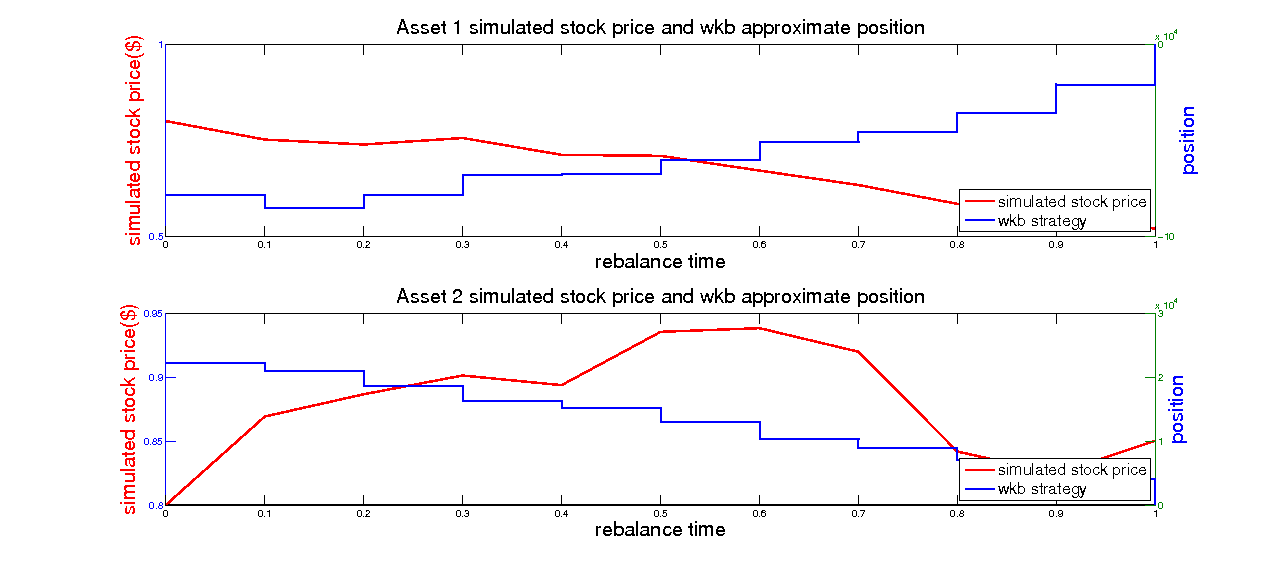 Asset 1 simulated stock price and wkb approximate position
x 10^4
1
0
simulated stock price($)
position
simulated stock price
wkb strategy
0.5
-10
0 0.1 0.2 0.3 0.4 0.5 0.6 0.7 0.8 0.9 1
rebalance time
Asset 2 simulated stock price and wkb approximate position
x 10^4
0.95
3
0.9
2
simulated stock price($)
position
0.85
1
simulated stock price
wkb strategy
0.8
0
0 0.1 0.2 0.3 0.4 0.5 0.6 0.7 0.8 0.9 1
rebalance time